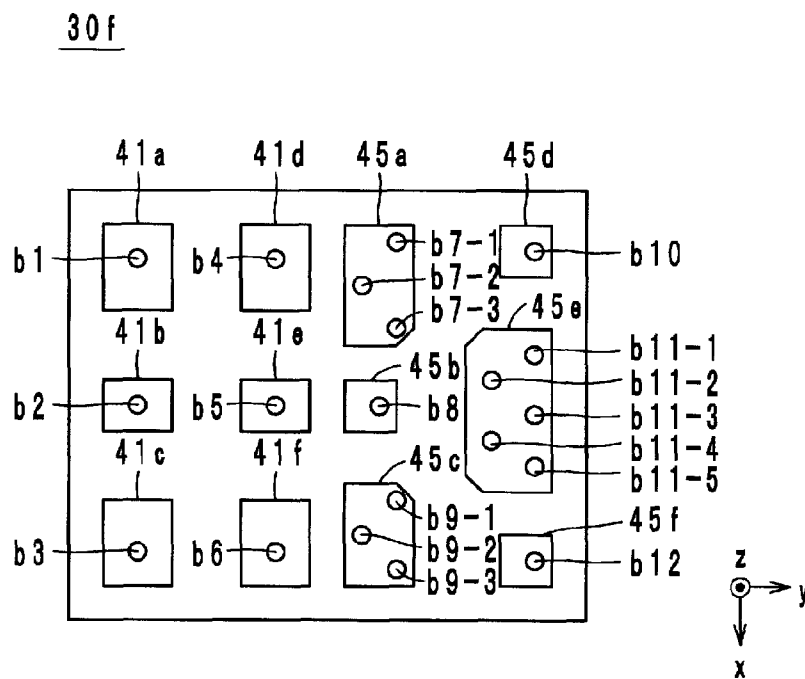 30f
41a 41d 45a 45d
b1 b4 b7-1 b10
b7-2
b7-3 45e
41b 41e 45b b11-1
b11-2
b2 b5 b8 b11-3
b11-4
41c 41f 45c b11-5
b9-1 45f
b3 b6 b9-2 b12
b9-3
z
y
x